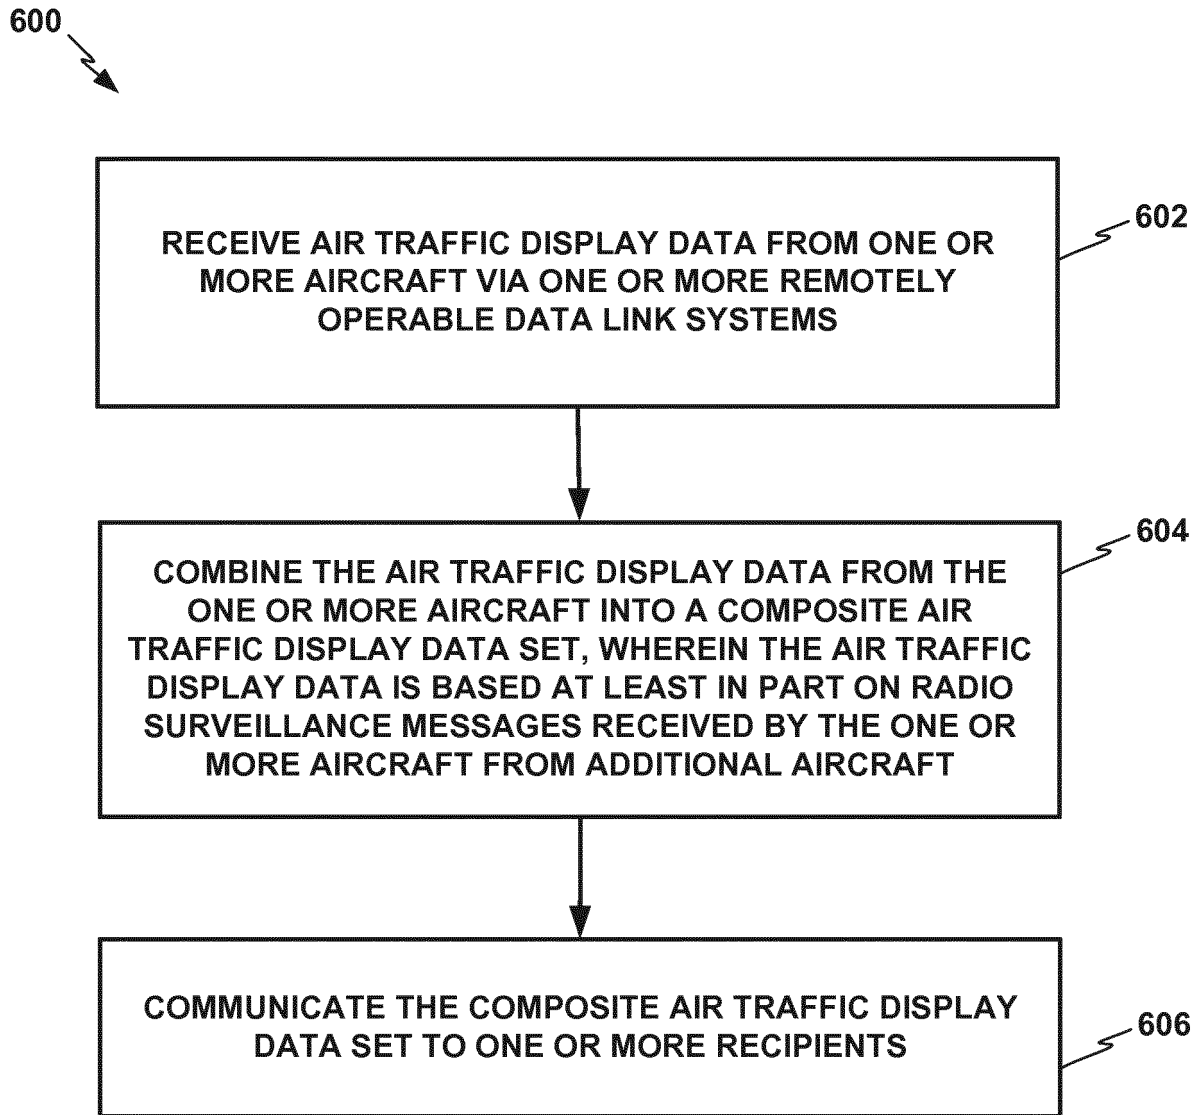 600
RECEIVE AIR TRAFFIC DISPLAY DATA FROM ONE OR
MORE AIRCRAFT VIA ONE OR MORE REMOTELY
OPERABLE DATA LINK SYSTEMS
602
COMBINE THE AIR TRAFFIC DISPLAY DATA FROM THE
ONE OR MORE AIRCRAFT INTO A COMPOSITE AIR
TRAFFIC DISPLAY DATA SET, WHEREIN THE AIR TRAFFIC
DISPLAY DATA IS BASED AT LEAST IN PART ON RADIO
SURVEILLANCE MESSAGES RECEIVED BY THE ONE OR
MORE AIRCRAFT FROM ADDITIONAL AIRCRAFT
604
COMMUNICATE THE COMPOSITE AIR TRAFFIC DISPLAY
DATA SET TO ONE OR MORE RECIPIENTS
606